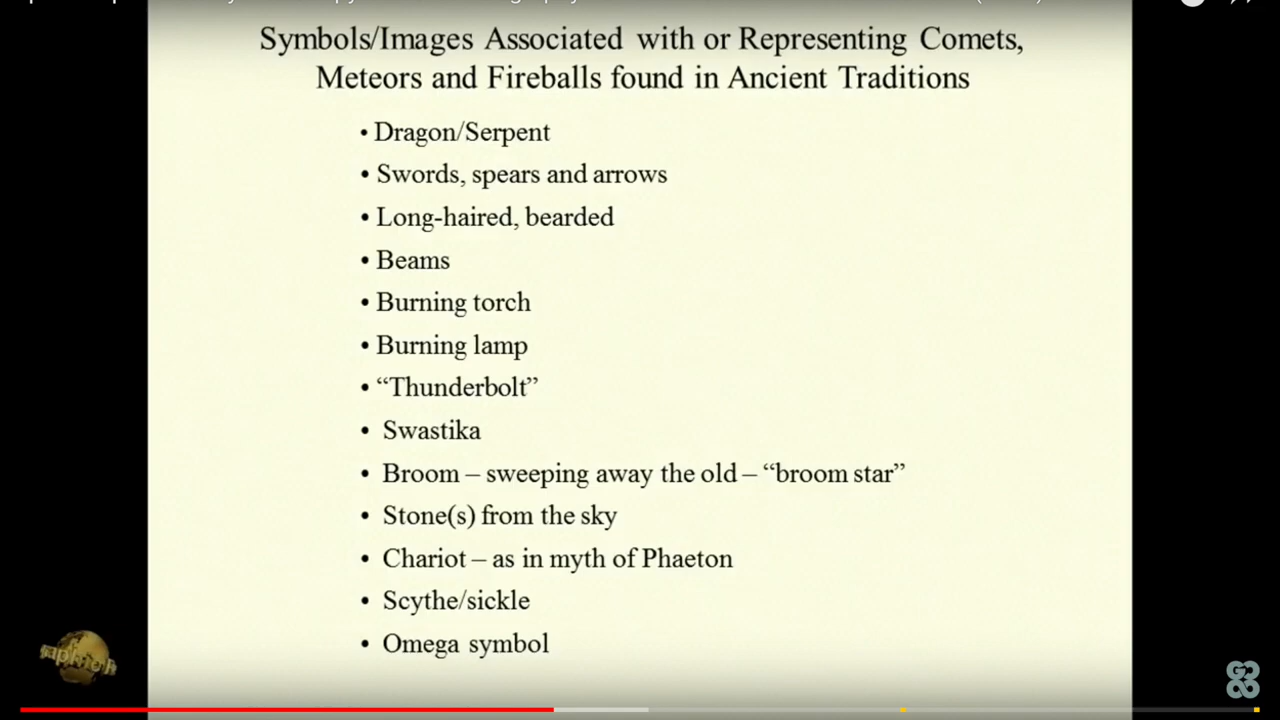 Symbols/Images Associated with or Representing Comets,
Meteors and Fireballs found in Ancient Traditions
• Dragon/Serpent
• Swords, spears and arrows
• Long-haired, bearded
• Beams
• Burning torch
• Burning lamp
• “Thunderbolt”
• Swastika
• Broom – sweeping away the old – “broom star”
• Stone(s) from the sky
• Chariot – as in myth of Phaeton
• Scythe/sickle
• Omega symbol